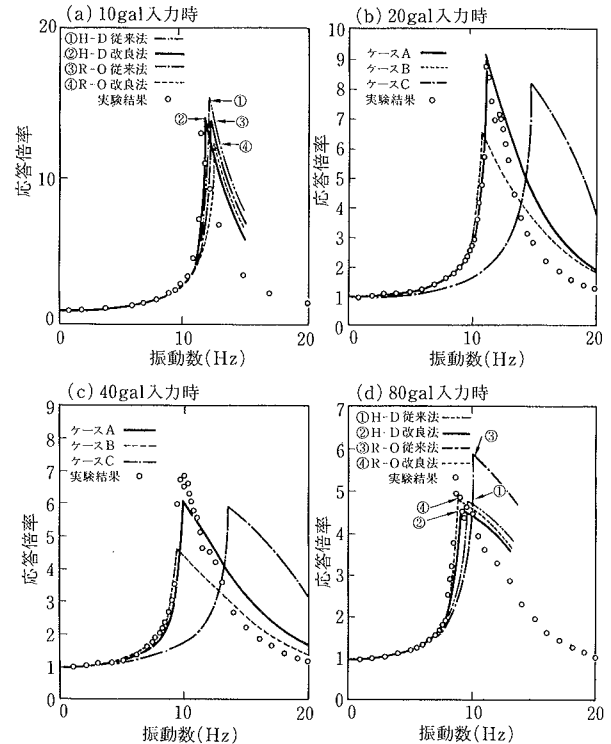 (a) 10gal入力時
①H-D従来法
②H-D改良法
③R-O従来法
④R-O改良法
実験結果
①
②
③
④
20
10
0
応答倍率
0
10
20
振動数(Hz)
(b) 20gal入力時
ケースA
ケースB
ケースC
実験結果
10
9
8
7
6
5
4
3
2
1
0
応答倍率
0
10
20
振動数(Hz)
(c) 40gal入力時
ケースA
ケースB
ケースC
実験結果
9
8
7
6
5
4
3
2
1
0
応答倍率
0
10
20
振動数(Hz)
(d) 80gal入力時
①H-D従来法
②H-D改良法
③R-O従来法
④R-O改良法
実験結果
③
①
④
②
7
6
5
4
3
2
1
0
応答倍率
0
10
20
振動数(Hz)